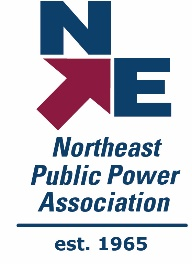 NE
Northeast
Public Power
Association
est. 1965